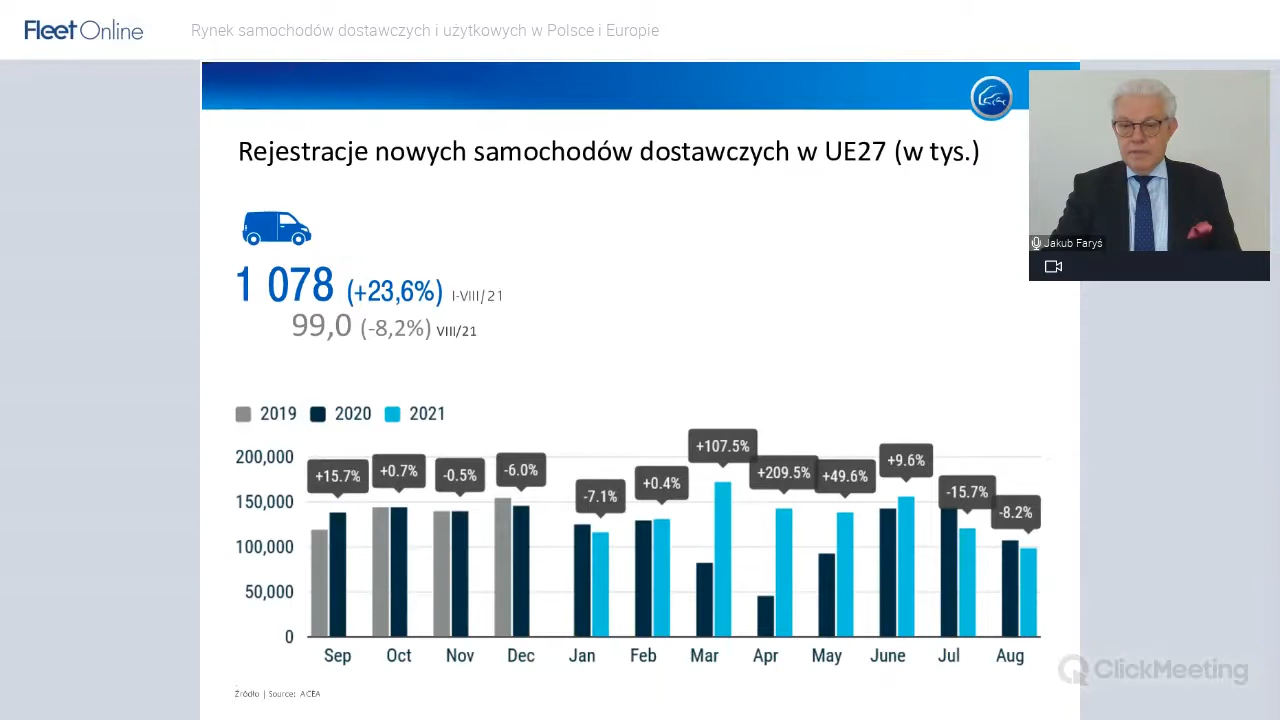 Fleet Online
Rynek samochodów dostawczych i użytkowych w Polsce i Europie
Rejestracje nowych samochodów dostawczych w UE27 (w tys.)
Jakub Faryś
1 078 (+23,6%) I-VIII/21
99,0 (-8,2%) VIII/21
2019 2020 2021
+107.5%
200,000
+15.7% +0.7% -0.5% -6.0% -7.1% +0.4% +209.5% +49.6% +9.6% -15.7% -8.2%
150,000
100,000
50,000
0
Sep Oct Nov Dec Jan Feb Mar Apr May June Jul Aug
ClickMeeting
Źródło | Source: ACEA